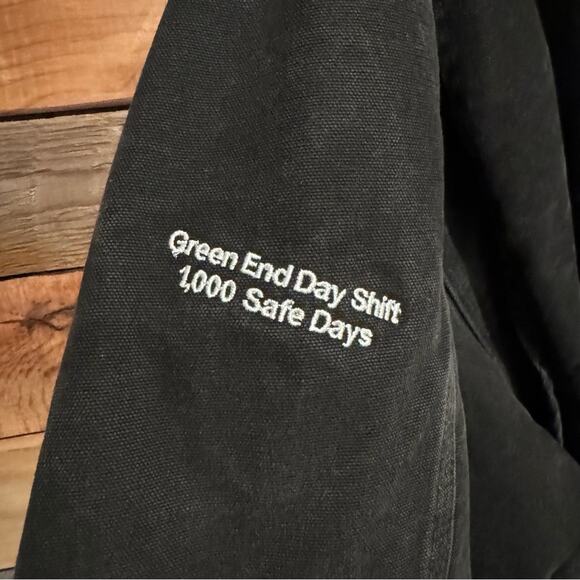 Green End Day Shift
1,000 Safe Days